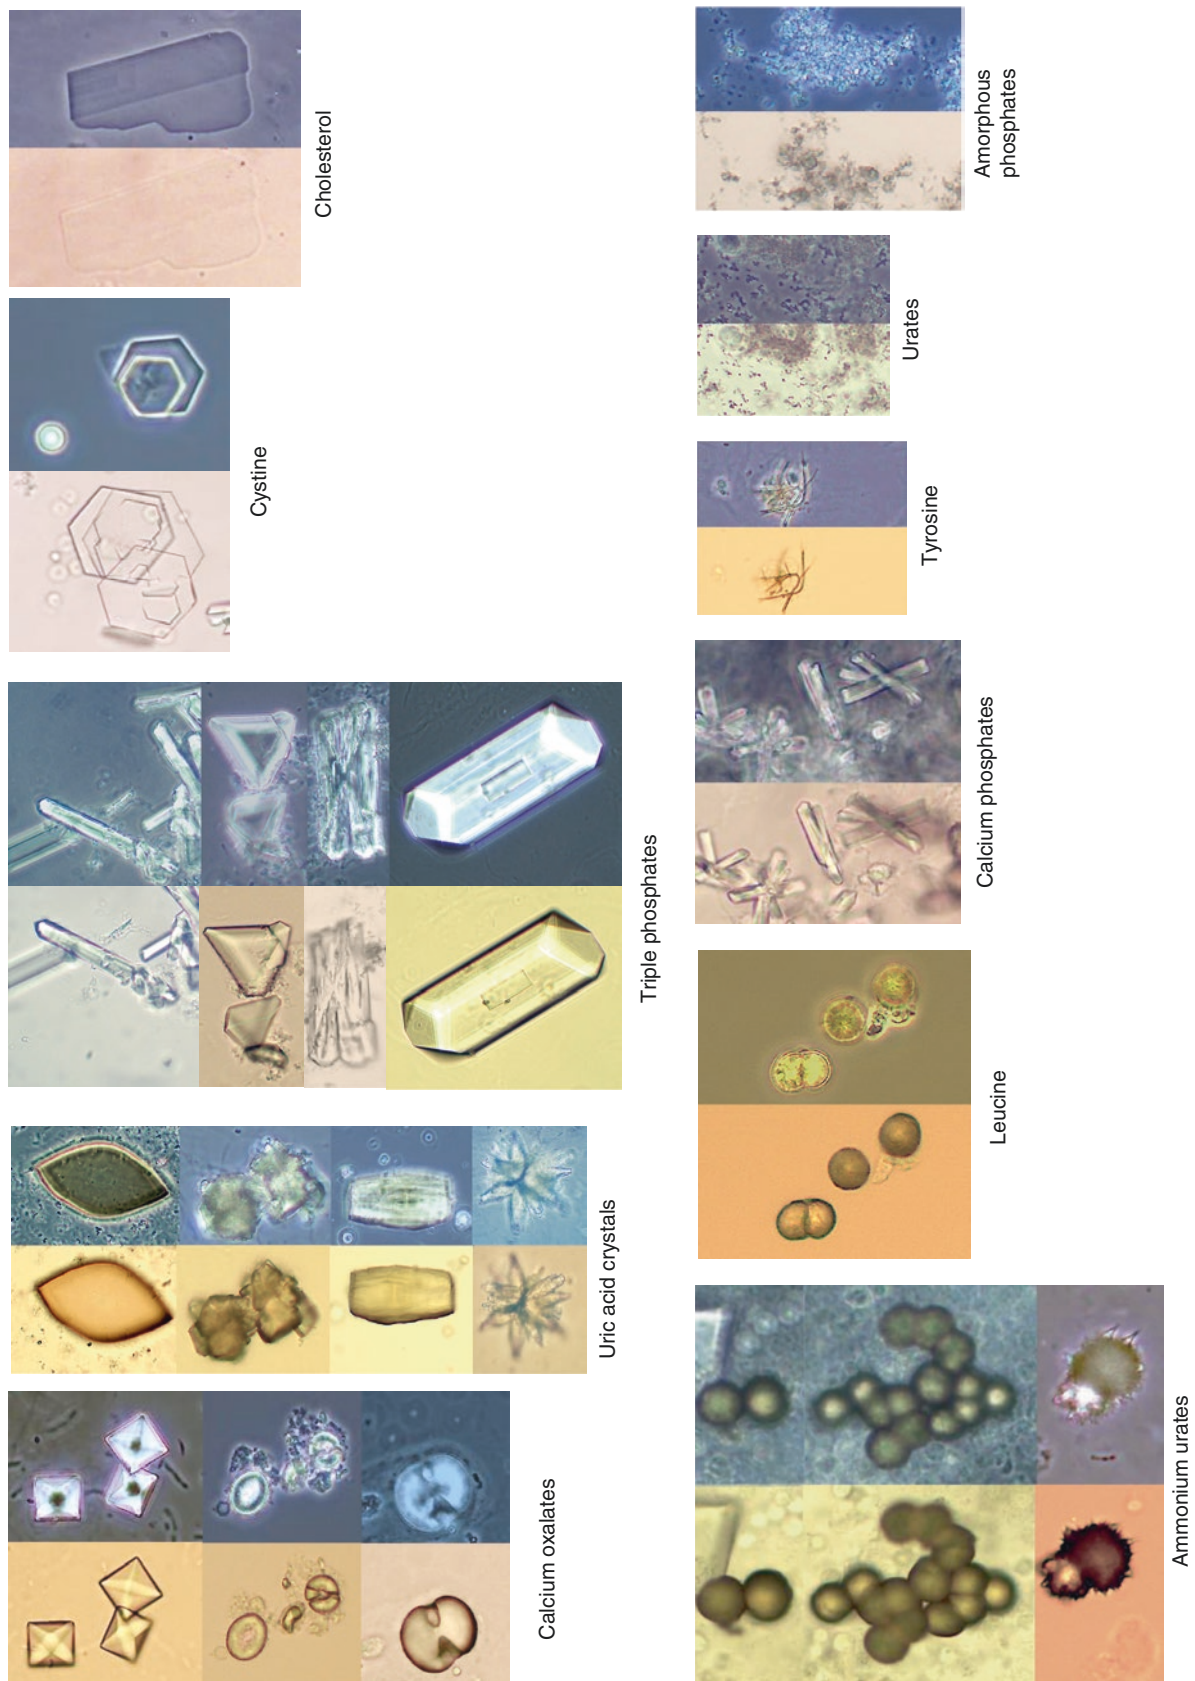 Calcium oxalates
Uric acid crystals
Triple phosphates
Cystine
Cholesterol
Ammonium urates
Leucine
Calcium phosphates
Tyrosine
Urates
Amorphous
phosphates